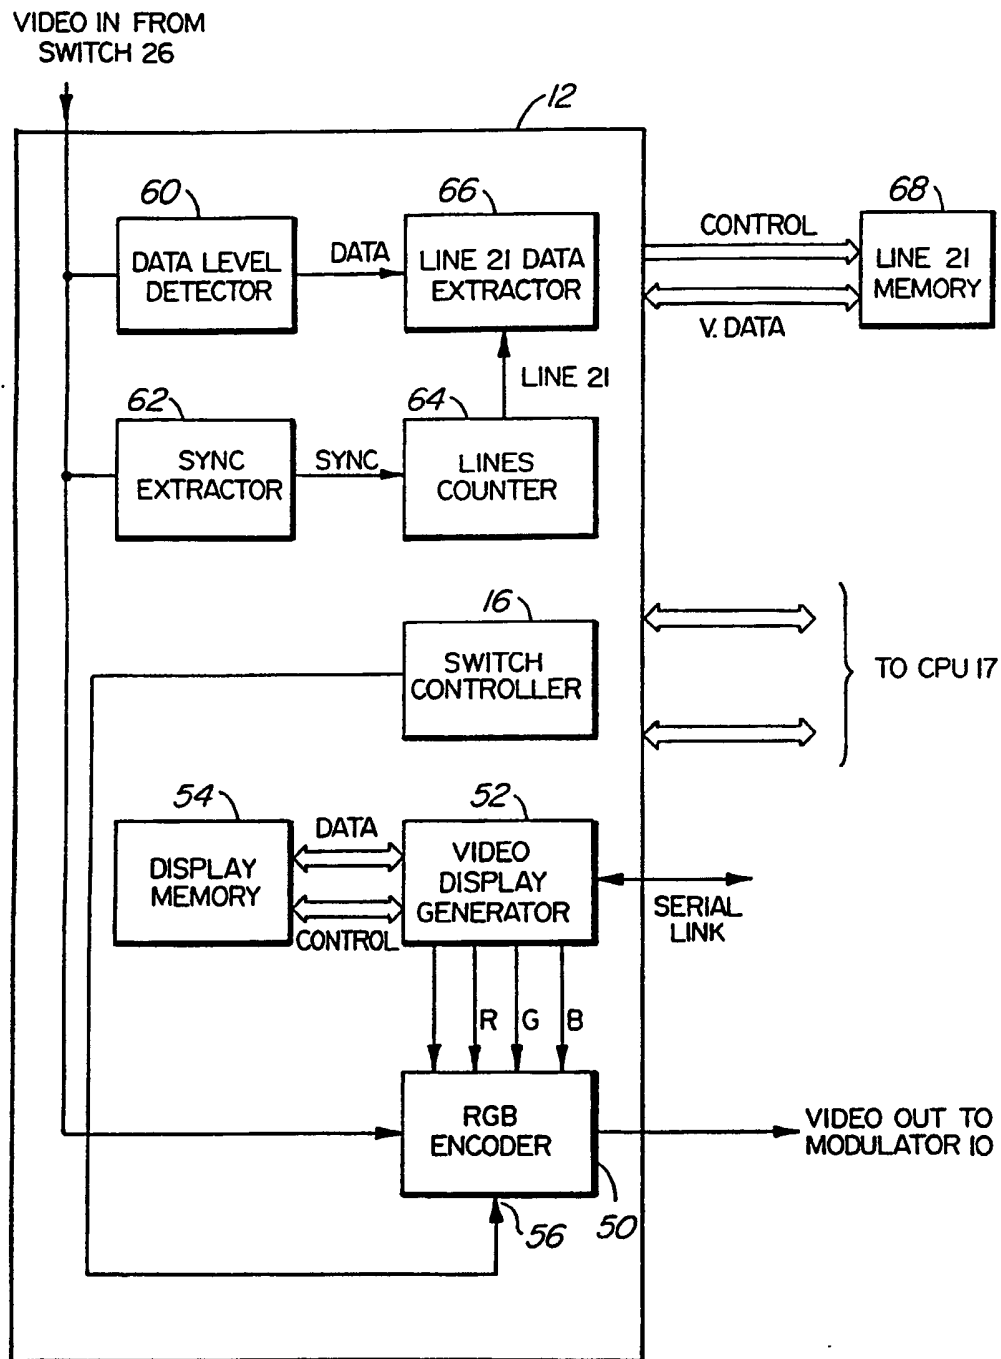 VIDEO IN FROM
SWITCH 26
12
60
DATA LEVEL
DETECTOR
DATA
66
LINE 21 DATA
EXTRACTOR
CONTROL
V. DATA
68
LINE 21
MEMORY
LINE 21
62
SYNC
EXTRACTOR
SYNC
64
LINES
COUNTER
16
SWITCH
CONTROLLER
TO CPU 17
54
DISPLAY
MEMORY
DATA
CONTROL
52
VIDEO
DISPLAY
GENERATOR
SERIAL
LINK
R G B
RGB
ENCODER
VIDEO OUT TO
MODULATOR 10
56
50